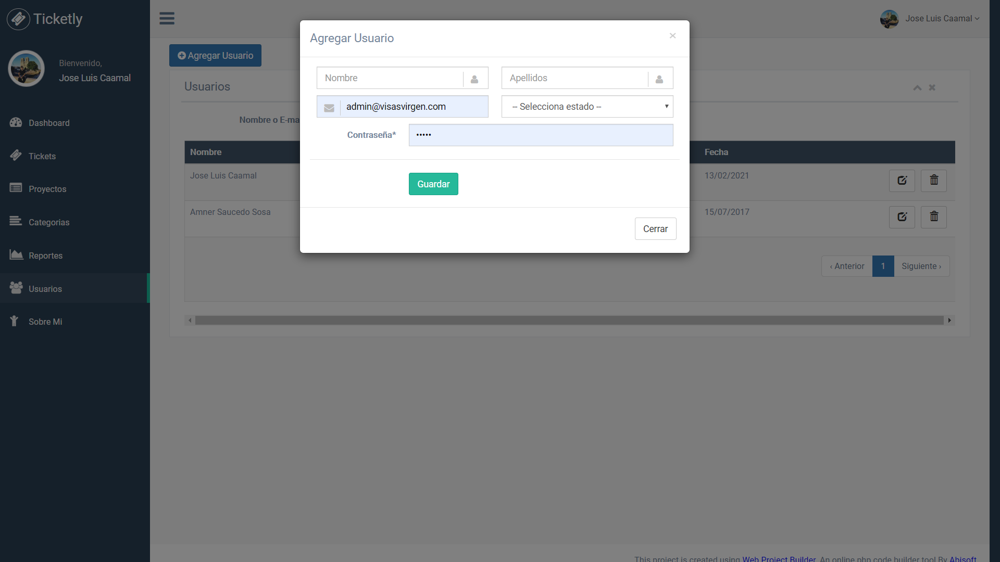 Ticketly
Bienvenido,
Jose Luis Caamal
Dashboard
Tickets
Proyectos
Categorias
Reportes
Usuarios
Sobre Mi
Jose Luis Caamal
Agregar Usuario
Usuarios
Nombre o E-ma
Nombre
Fecha
Jose Luis Caamal
13/02/2021
Amner Saucedo Sosa
15/07/2017
‹ Anterior 1 Siguiente ›
Agregar Usuario
×
Nombre
Apellidos
admin@visasvirgen.com
-- Selecciona estado --
Contraseña*
•••••
Guardar
Cerrar
This project is created using Web Project Builder. An online php code builder tool By Abisoft